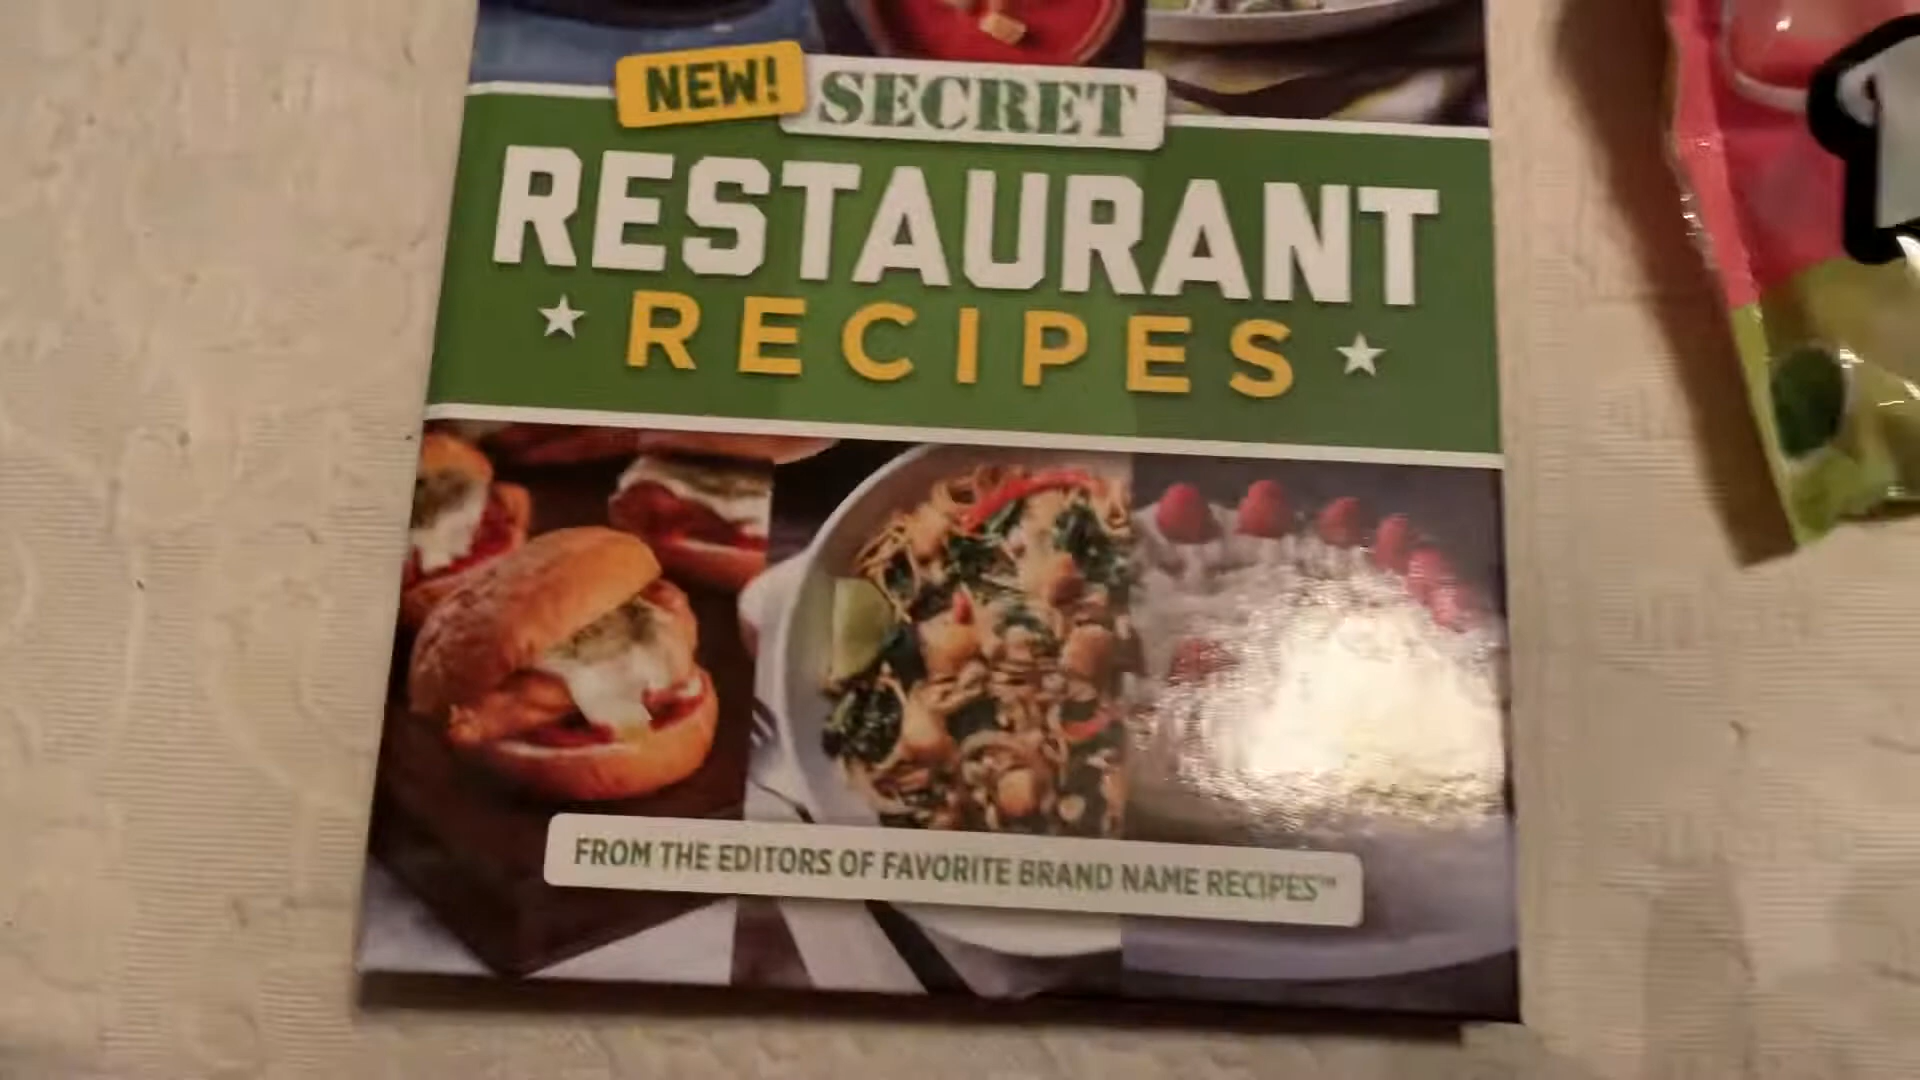 NEW! SECRET
RESTAURANT
RECIPES
FROM THE EDITORS OF FAVORITE BRAND NAME RECIPES™